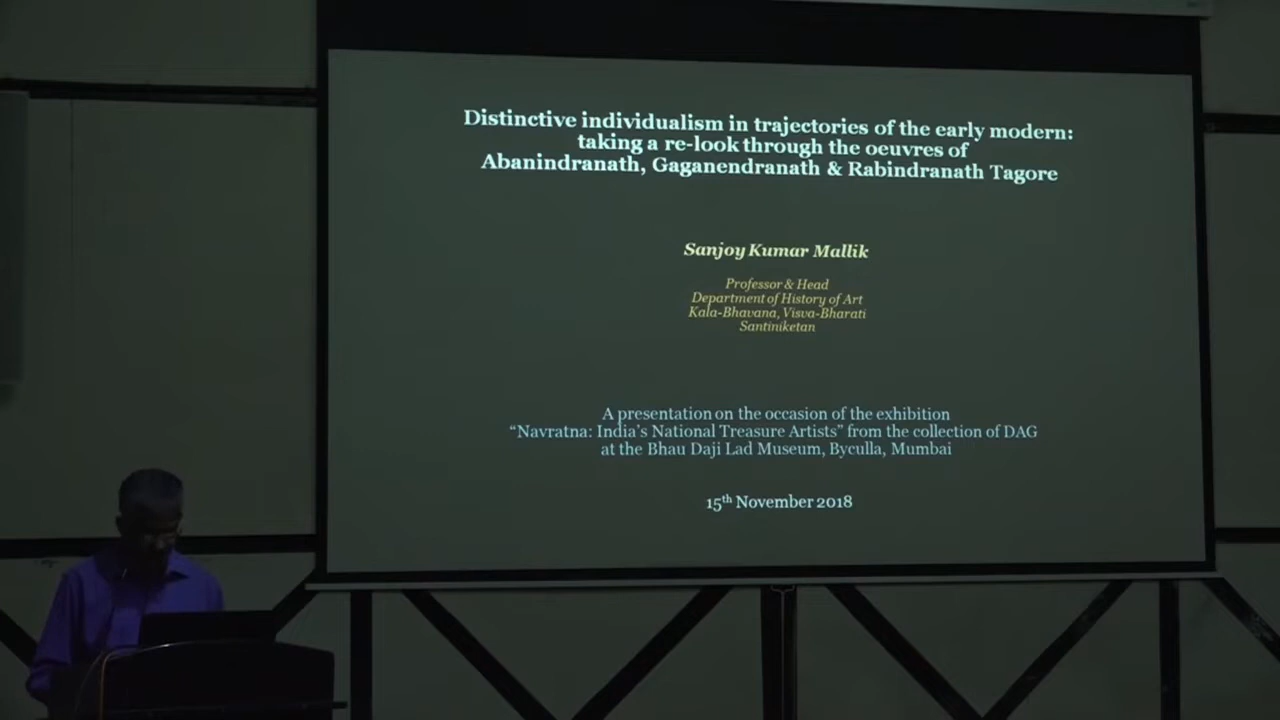 Distinctive individualism in trajectories of the early modern:
taking a re-look through the oeuvres of
Abanindranath, Gaganendranath & Rabindranath Tagore
Sanjoy Kumar Mallik
Professor & Head
Department of History of Art
Kala-Bhavana, Visva-Bharati
Santiniketan
A presentation on the occasion of the exhibition
“Navratna: India’s National Treasure Artists” from the collection of DAG
at the Bhau Daji Lad Museum, Byculla, Mumbai
15th November 2018